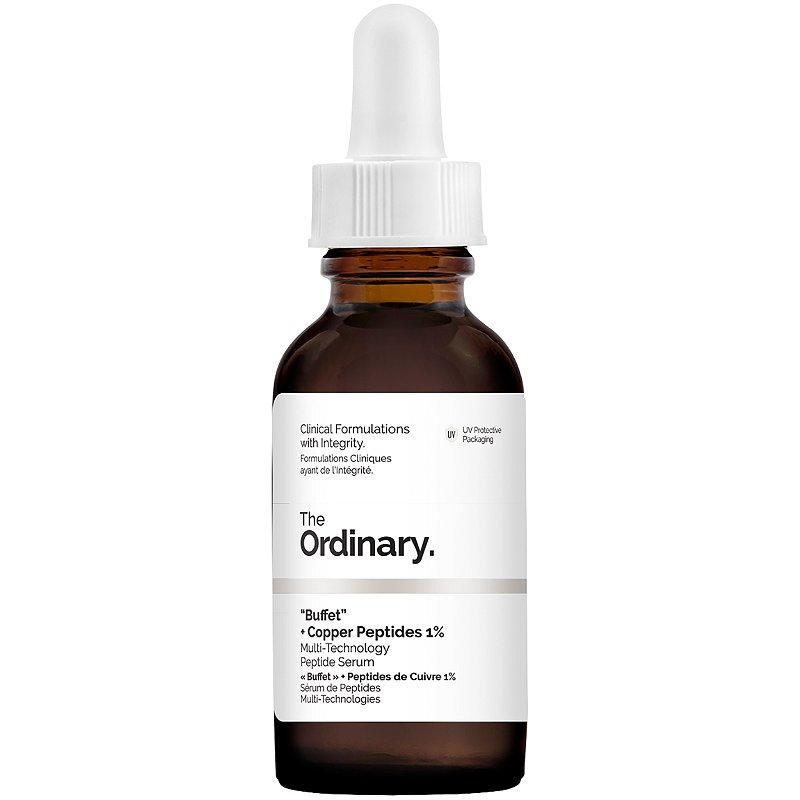 Clinical Formulations
with Integrity.
Formulations Cliniques
ayant de l'Intégrité.
UV
UV Protective
Packaging
The
Ordinary.
“Buffet”
+ Copper Peptides 1%
Multi-Technology
Peptide Serum
« Buffet » + Peptides de Cuivre 1%
Sérum de Peptides
Multi-Technologies